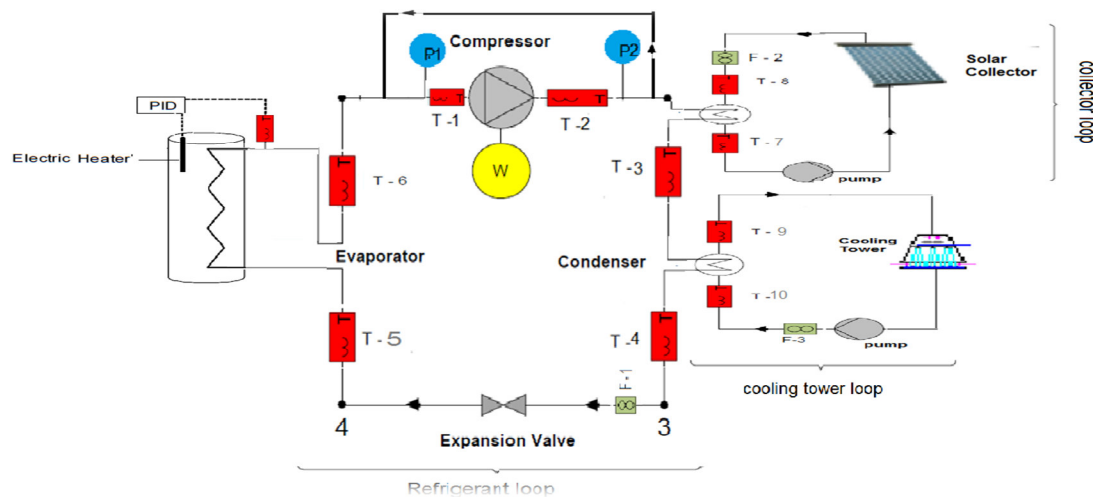 P1
Compressor
P2
T
T-1
T
T-2
PID
Electric Heater'
T
T - 6
W
T
T-3
Evaporator
Condenser
T
T - 5
T
T -4
F-1
4
3
Expansion Valve
Refrigerant loop
F - 2
T - 8
T - 7
pump
Solar
Collector
collector loop
T - 9
T -10
Cooling
Tower
F-3
pump
cooling tower loop